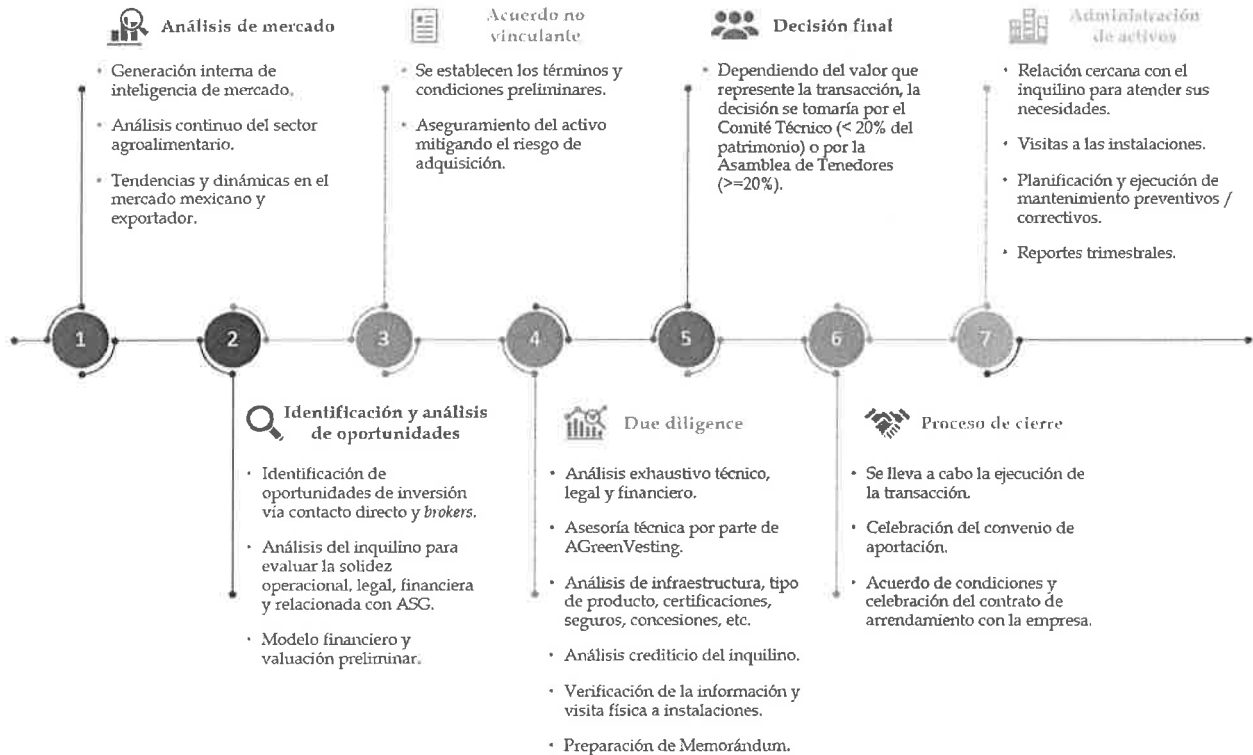 Análisis de mercado
• Generación interna de
inteligencia de mercado.
• Análisis continuo del sector
agroalimentario.
• Tendencias y dinámicas en el
mercado mexicano y
exportador.
Acuerdo no
vinculante
• Se establecen los términos y
condiciones preliminares.
• Aseguramiento del activo
mitigando el riesgo de
adquisición.
Decisión final
• Dependiendo del valor que
represente la transacción, la
decisión se tomaría por el
Comité Técnico (< 20% del
patrimonio) o por la
Asamblea de Tenedores
(>=20%).
Administración
de activos
• Relación cercana con el
inquilino para atender sus
necesidades.
• Visitas a las instalaciones.
• Planificación y ejecución de
mantenimiento preventivos /
correctivos.
• Reportes trimestrales.
1
2
3
4
5
6
7
Identificación y análisis
de oportunidades
• Identificación de
oportunidades de inversión
vía contacto directo y brokers.
• Análisis del inquilino para
evaluar la solidez
operacional, legal, financiera
y relacionada con ASG.
• Modelo financiero y
valuación preliminar.
Due diligence
• Análisis exhaustivo técnico,
legal y financiero.
• Asesoría técnica por parte de
AGreenVesting.
• Análisis de infraestructura, tipo
de producto, certificaciones,
seguros, concesiones, etc.
• Análisis crediticio del inquilino.
• Verificación de la información y
visita física a instalaciones.
• Preparación de Memorándum.
Proceso de cierre
• Se lleva a cabo la ejecución de
la transacción.
• Celebración del convenio de
aportación.
• Acuerdo de condiciones y
celebración del contrato de
arrendamiento con la empresa.